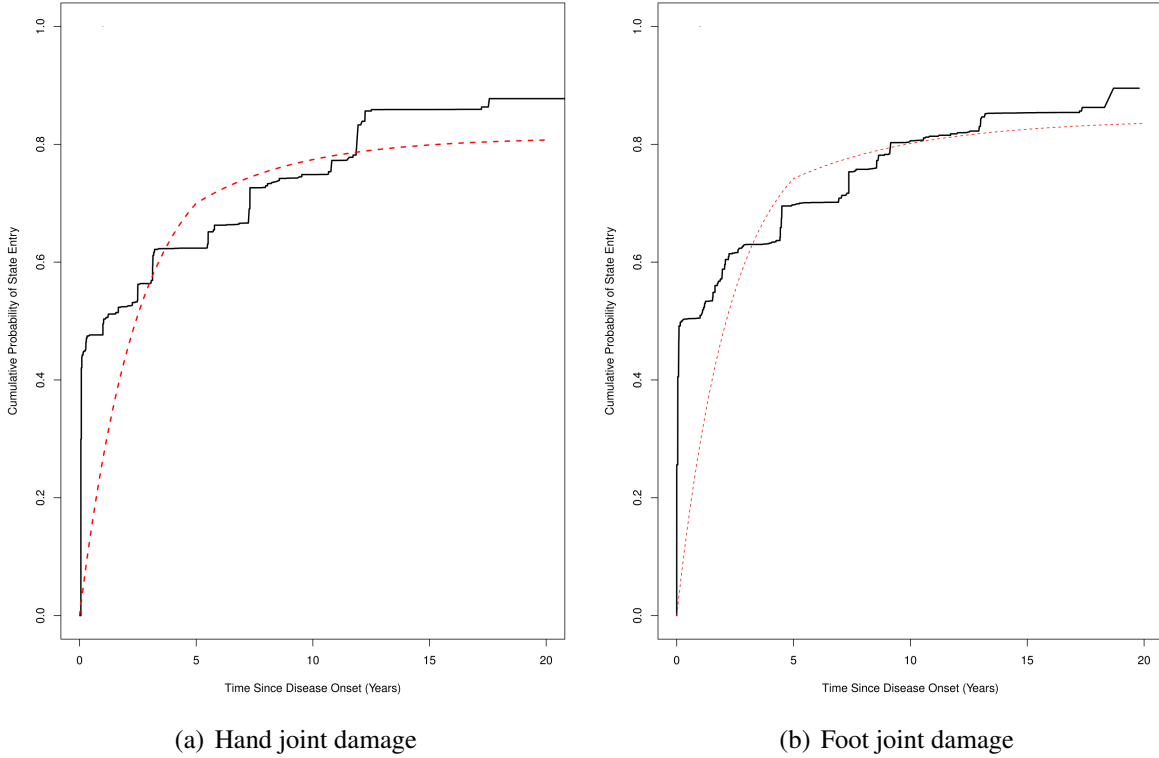 1.0
0.8
0.6
0.4
0.2
0.0
Cumulative Probability of State Entry
0 5 10 15 20
Time Since Disease Onset (Years)
(a) Hand joint damage
1.0
0.8
0.6
0.4
0.2
0.0
Cumulative Probability of State Entry
0 5 10 15 20
Time Since Disease Onset (Years)
(b) Foot joint damage